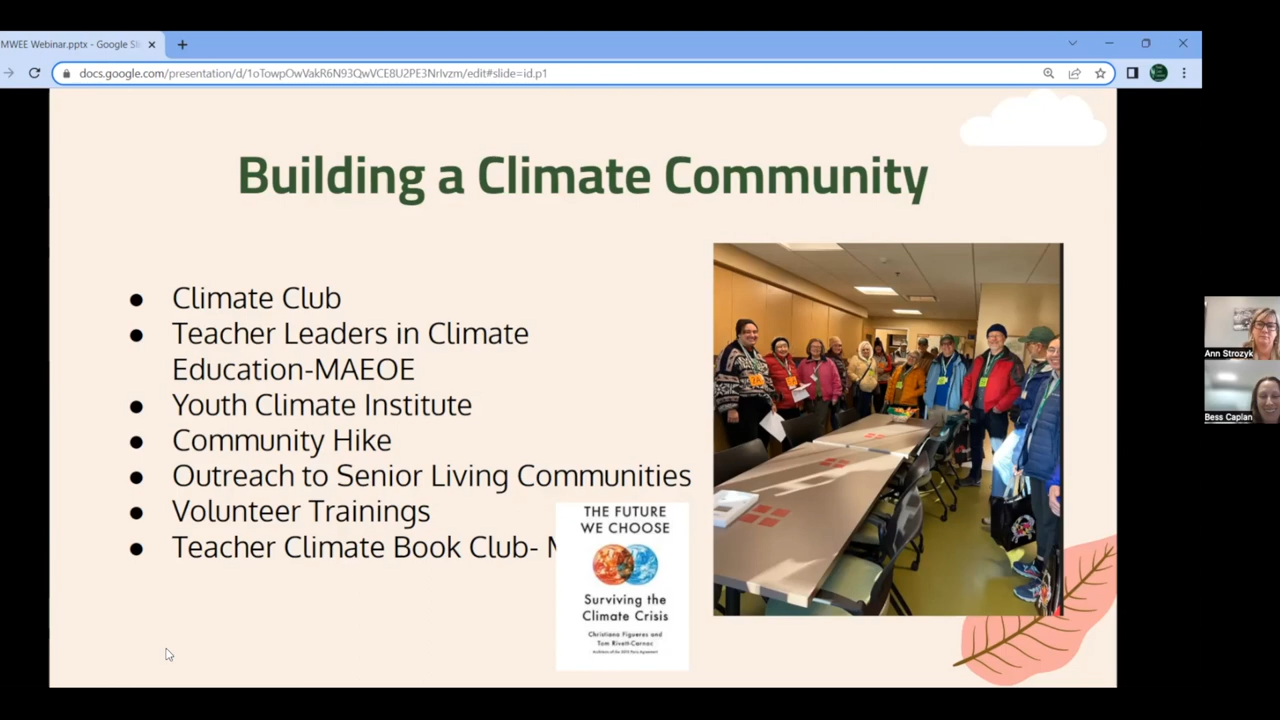 MWEE Webinar.pptx - Google Sli
docs.google.com/presentation/d/1oTowpOwVakR6N93QwVCE8U2PE3NrIvzm/edit#slide=id.p1
Building a Climate Community
● Climate Club
● Teacher Leaders in Climate
Education-MAEOE
● Youth Climate Institute
● Community Hike
● Outreach to Senior Living Communities
● Volunteer Trainings
● Teacher Climate Book Club- M
THE FUTURE
WE CHOOSE
Surviving the
Climate Crisis
Christiana Figueres and
Tom Rivett-Carnac
Ann Strozyk
Bess Caplan